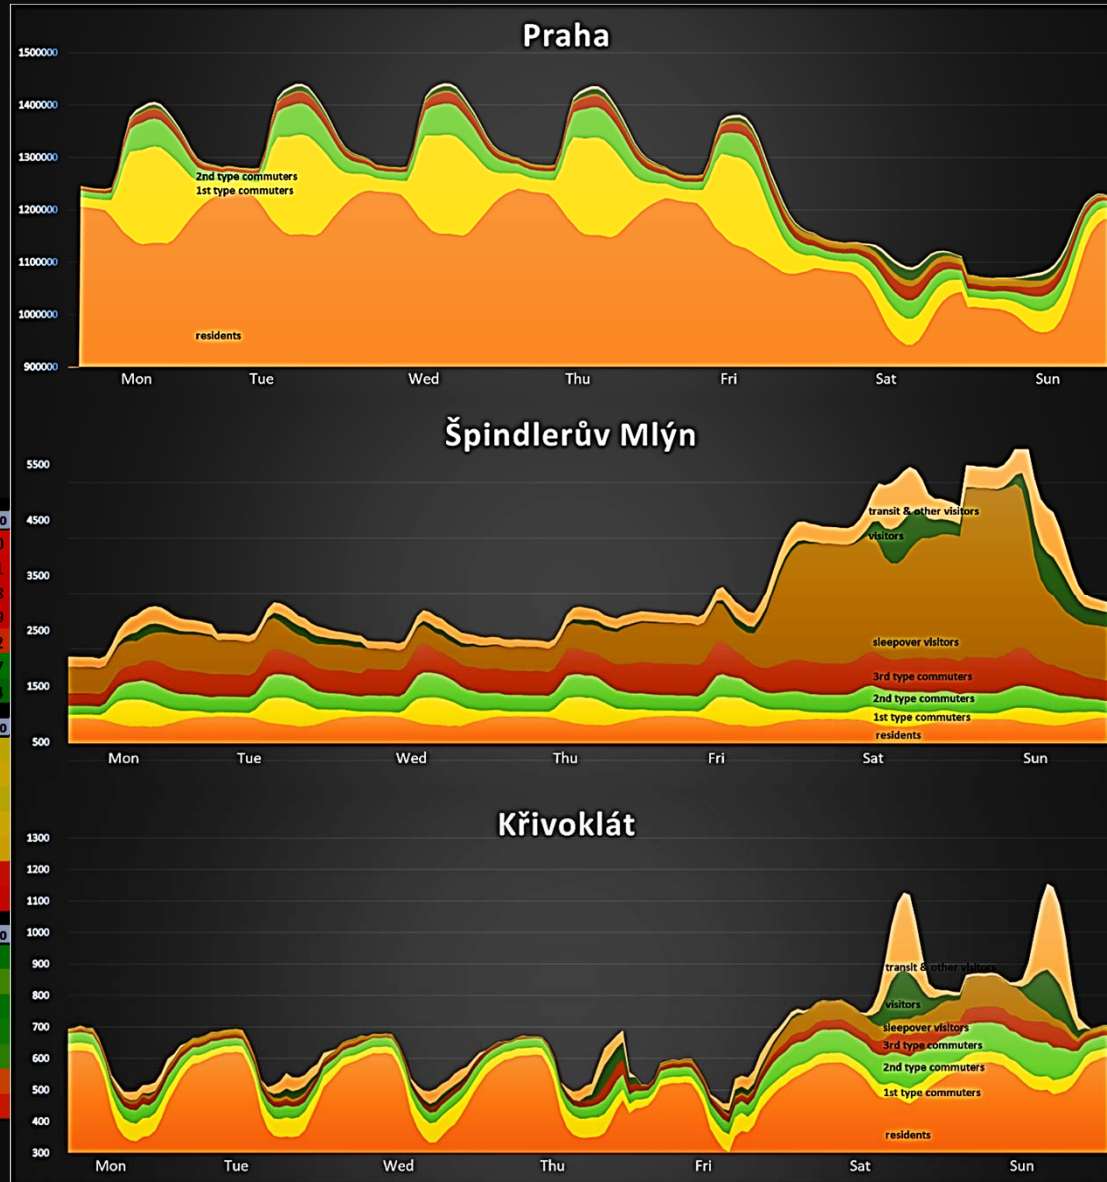 Praha
1500000
1400000
1300000
1200000
1100000
1000000
900000
2nd type commuters
1st type commuters
residents
Mon Tue Wed Thu Fri Sat Sun
Špindlerův Mlýn
5500
4500
3500
2500
1500
500
transit & other visitors
visitors
sleepover visitors
3rd type commuters
2nd type commuters
1st type commuters
residents
Mon Tue Wed Thu Fri Sat Sun
Křivoklát
1300
1200
1100
1000
900
800
700
600
500
400
300
transit & other visitors
visitors
sleepover visitors
3rd type commuters
2nd type commuters
1st type commuters
residents
Mon Tue Wed Thu Fri Sat Sun